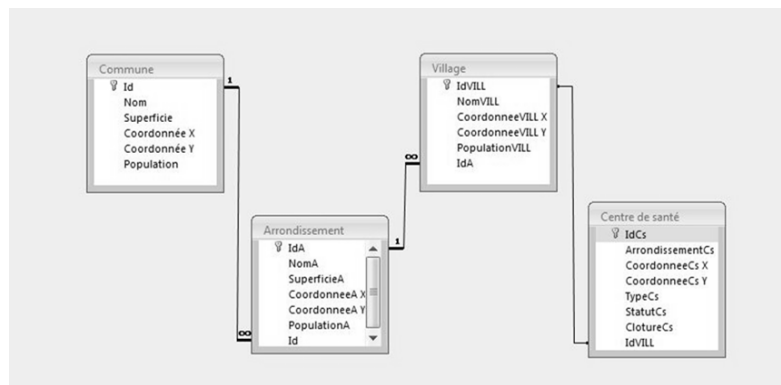 Commune
Id
Nom
Superficie
Coordonnée X
Coordonnée Y
Population
1
∞
Arrondissement
IdA
NomA
SuperficieA
CoordonneeA X
CoordonneeA Y
PopulationA
Id
1
∞
Village
IdVILL
NomVILL
CoordonneeVILL X
CoordonneeVILL Y
PopulationVILL
IdA
Centre de santé
IdCs
ArrondissementCs
CoordonneeCs X
CoordonneeCs Y
TypeCs
StatutCs
ClotureCs
IdVILL